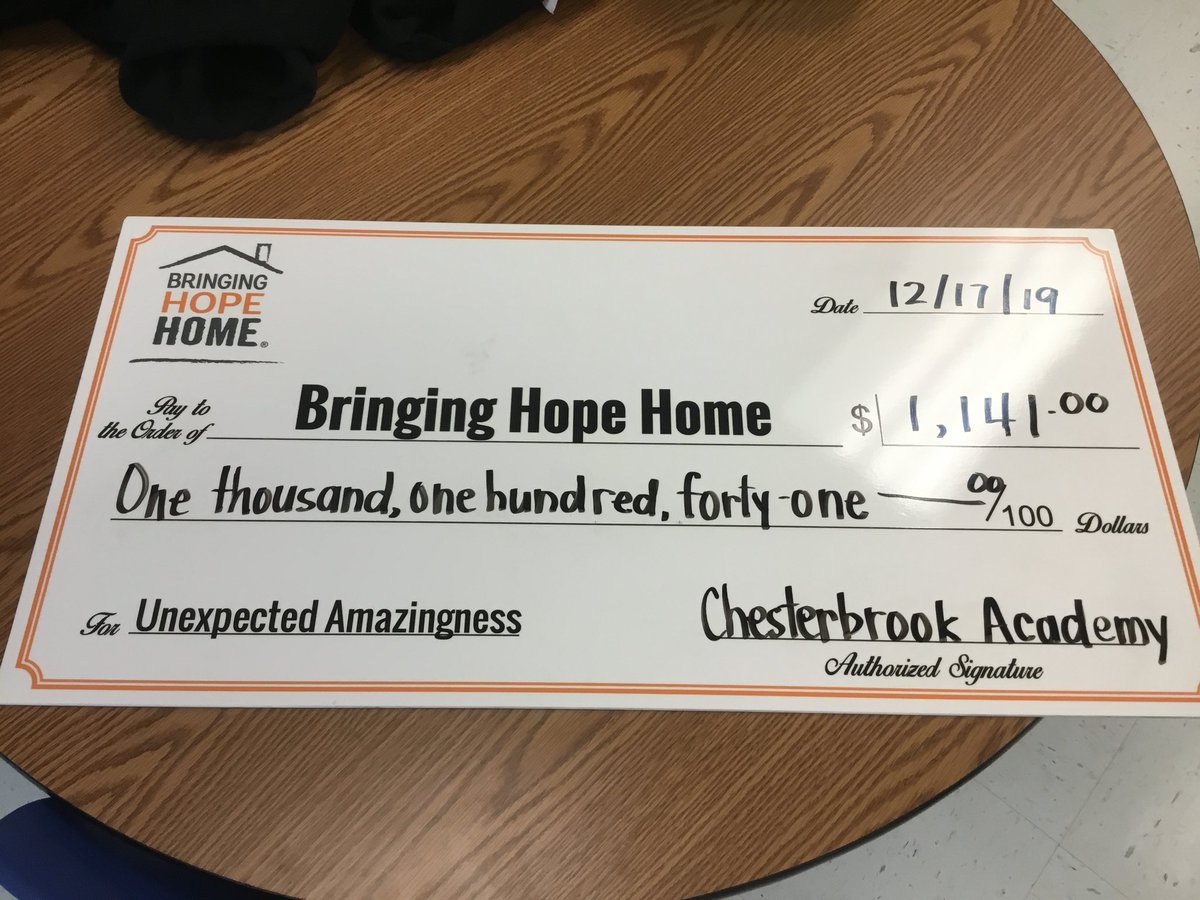 BRINGING
HOPE
HOME®
Date 12/17/19
Pay to
the Order of Bringing Hope Home $ 1,141.00
One thousand, one hundred, forty-one — 00/100 Dollars
For Unexpected Amazingness
Chesterbrook Academy
Authorized Signature